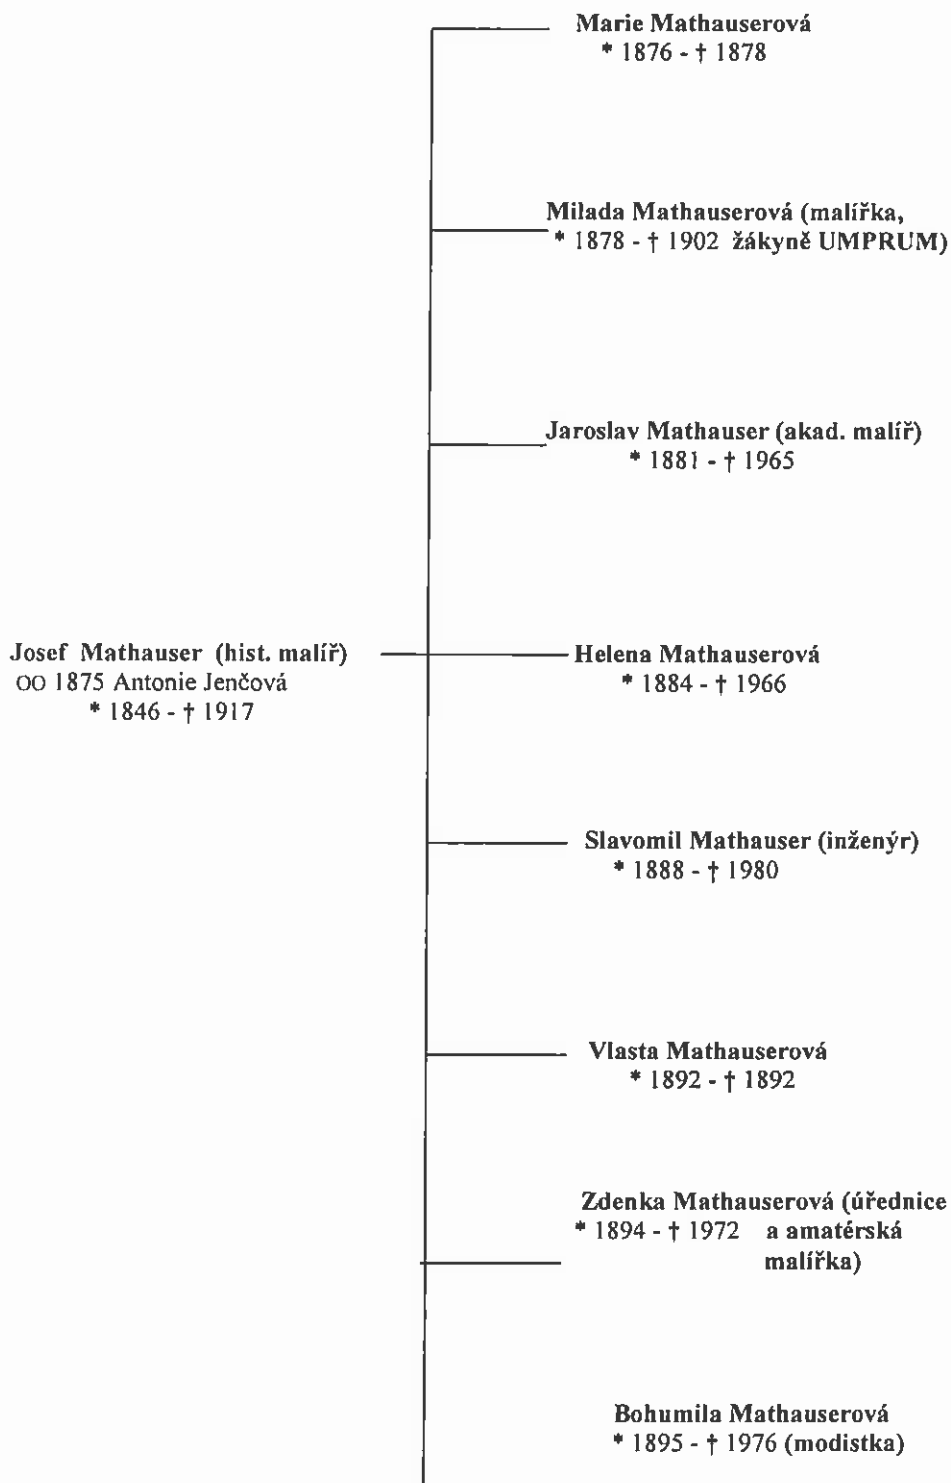 Marie Mathauserová
* 1876 - † 1878
Milada Mathauserová (malířka,
* 1878 - † 1902 žákyně UMPRUM)
Jaroslav Mathauser (akad. malíř)
* 1881 - † 1965
Josef Mathauser (hist. malíř)
OO 1875 Antonie Jenčová
* 1846 - † 1917
Helena Mathauserová
* 1884 - † 1966
Slavomil Mathauser (inženýr)
* 1888 - † 1980
Vlasta Mathauserová
* 1892 - † 1892
Zdenka Mathauserová (úřednice
* 1894 - † 1972 a amatérská
malířka)
Bohumila Mathauserová
* 1895 - † 1976 (modistka)